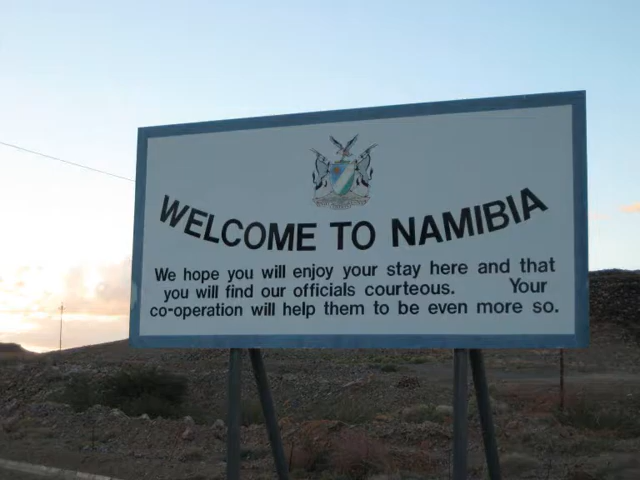 WELCOME TO NAMIBIA
We hope you will enjoy your stay here and that
you will find our officials courteous. Your
co-operation will help them to be even more so.